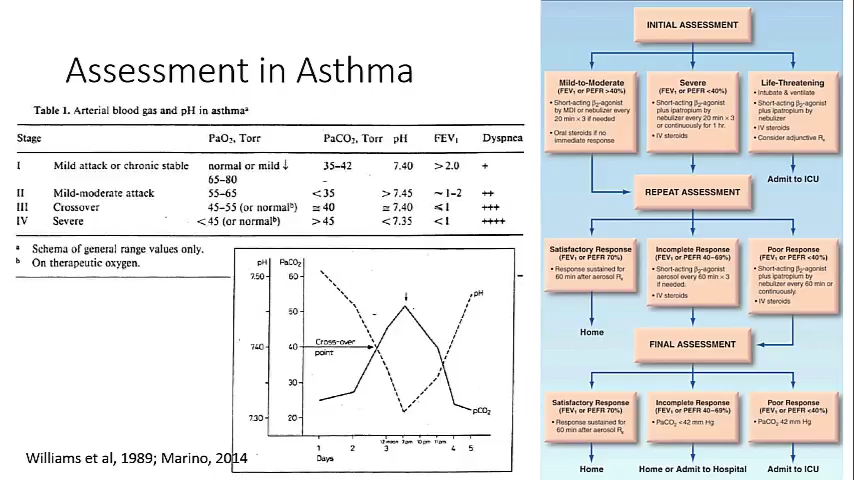 Assessment in Asthma
Table 1. Arterial blood gas and pH in asthmaª
Stage PaO₂, Torr PaCO₂, Torr pH FEV₁ Dyspnea
I Mild attack or chronic stable normal or mild ↓ 35-42 7.40 >2.0 +
65-80 -
II Mild-moderate attack 55-65 <35 >7.45 ~ 1-2 ++
III Crossover 45-55 (or normalᵇ) ≅ 40 ≅ 7.40 ≤1 +++
IV Severe <45 (or normalᵇ) >45 <7.35 <1 ++++
ª Schema of general range values only.
ᵇ On therapeutic oxygen.
pH PaCO₂
7.50 60
50
7.40 40
30
7.30 20
Cross-over
point
pH
pCO₂
1 2 3 4 5
12 noon 7pm 10pm 11pm
Days
Williams et al, 1989; Marino, 2014
INITIAL ASSESSMENT
Mild-to-Moderate
(FEV₁ or PEFR >40%)
• Short-acting β₂-agonist
by MDI or nebulizer every
20 min × 3 if needed
• Oral steroids if no
immediate response
Severe
(FEV₁ or PEFR <40%)
• Short-acting β₂-agonist
plus ipatropium by
nebulizer every 20 min × 3
or continuously for 1 hr.
• IV steroids
Life-Threatening
• Intubate & ventilate
• Short-acting β₂-agonist
plus ipatropium by
nebulizer
• IV steroids
• Consider adjunctive Rₓ
Admit to ICU
REPEAT ASSESSMENT
Satisfactory Response
(FEV₁ or PEFR 70%)
• Response sustained for
60 min after aerosol Rₓ
Incomplete Response
(FEV₁ or PEFR 40–69%)
• Short-acting β₂-agonist
aerosol every 60 min × 3
if needed.
• IV steroids
Poor Response
(FEV₁ or PEFR <40%)
• Short-acting β₂-agonist
plus ipatropium by
nebulizer every 60 min or
continuously.
• IV steroids
Home
FINAL ASSESSMENT
Satisfactory Response
(FEV₁ or PEFR 70%)
• Response sustained for
60 min after aerosol Rₓ
Incomplete Response
(FEV₁ or PEFR 40–69%)
• PaCO₂ <42 mm Hg
Poor Response
(FEV₁ or PEFR <40%)
• PaCO₂ 42 mm Hg
Home
Home or Admit to Hospital
Admit to ICU